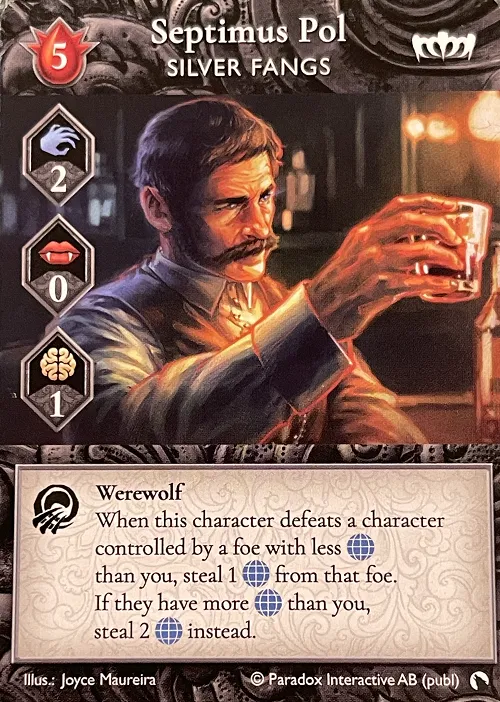 5
Septimus Pol
SILVER FANGS
2
0
1
Werewolf
When this character defeats a character
controlled by a foe with less
than you, steal 1 from that foe.
If they have more than you,
steal 2 instead.
Illus.: Joyce Maureira © Paradox Interactive AB (publ)